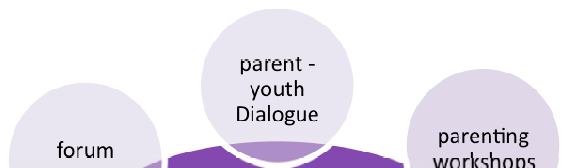 parent -
youth
Dialogue
forum
parenting
workshops